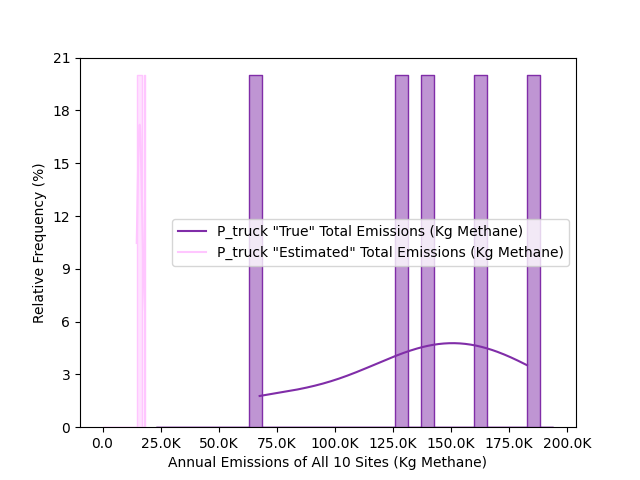 21
18
15
12
9
6
3
0
Relative Frequency (%)
P_truck "True" Total Emissions (Kg Methane)
P_truck "Estimated" Total Emissions (Kg Methane)
0.0 25.0K 50.0K 75.0K 100.0K 125.0K 150.0K 175.0K 200.0K
Annual Emissions of All 10 Sites (Kg Methane)